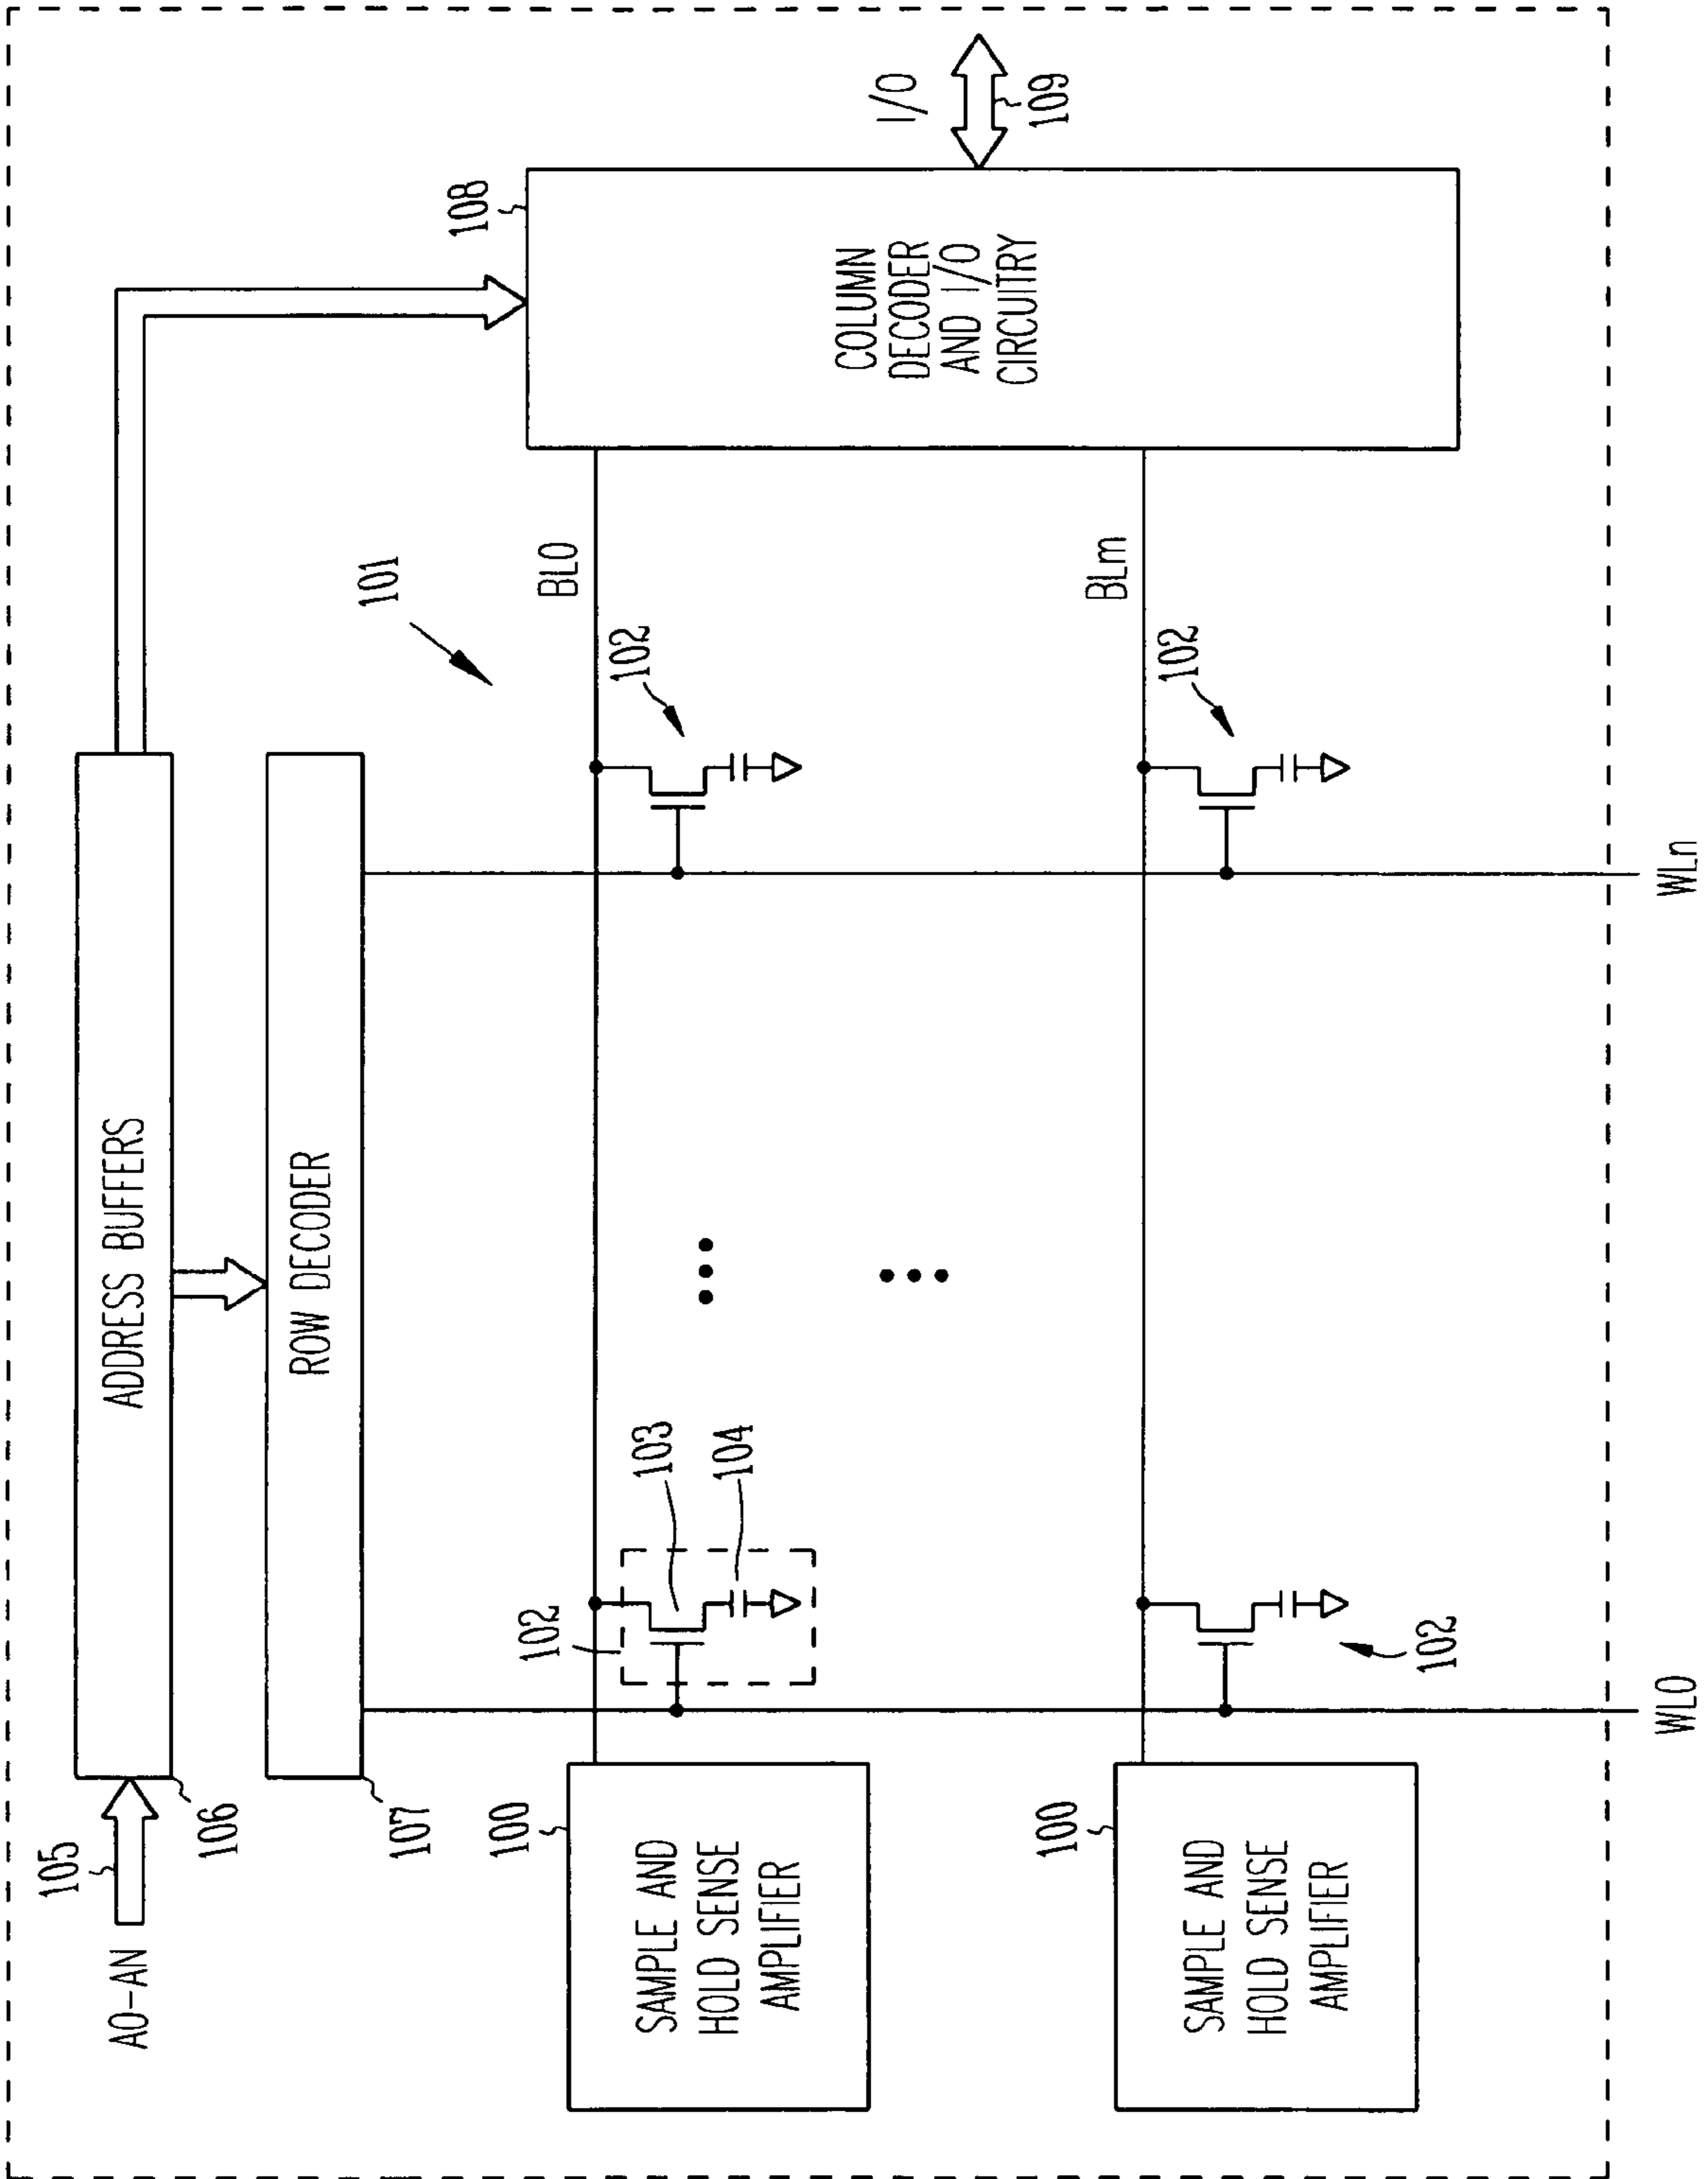 A0-AN
105
ADDRESS BUFFERS
106
ROW DECODER
107
101
108
COLUMN
DECODER
AND I/O
CIRCUITRY
I/O
109
BL0
BLm
102
103
104
102
102
102
100
SAMPLE AND
HOLD SENSE
AMPLIFIER
100
SAMPLE AND
HOLD SENSE
AMPLIFIER
WL0
WLn